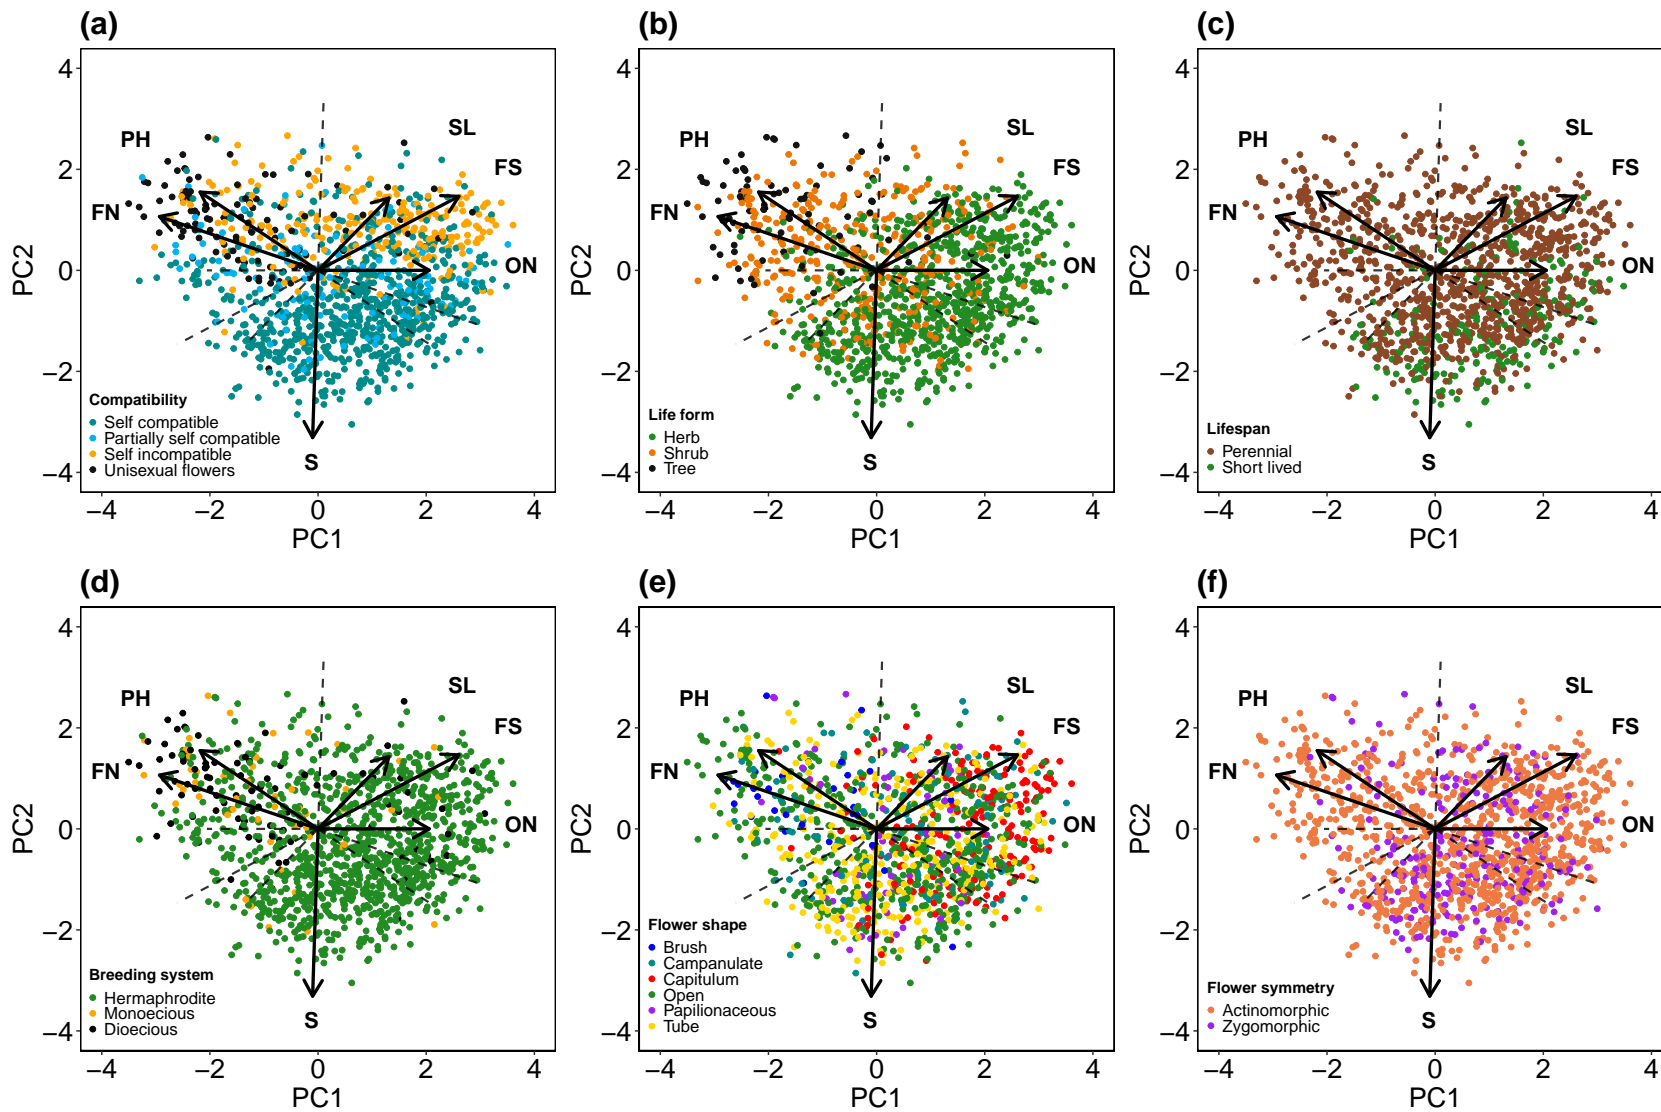 (a)
4
2
0
−2
−4
PC2
−4
−2
0
2
4
PC1
PH
FN
SL
FS
ON
S
Compatibility
Self compatible
Partially self compatible
Self incompatible
Unisexual flowers
(b)
4
2
0
−2
−4
PC2
−4
−2
0
2
4
PC1
PH
FN
SL
FS
ON
S
Life form
Herb
Shrub
Tree
(c)
4
2
0
−2
−4
PC2
−4
−2
0
2
4
PC1
PH
FN
SL
FS
ON
S
Lifespan
Perennial
Short lived
(d)
4
2
0
−2
−4
PC2
−4
−2
0
2
4
PC1
PH
FN
SL
FS
ON
S
Breeding system
Hermaphrodite
Monoecious
Dioecious
(e)
4
2
0
−2
−4
PC2
−4
−2
0
2
4
PC1
PH
FN
SL
FS
ON
S
Flower shape
Brush
Campanulate
Capitulum
Open
Papilionaceous
Tube
(f)
4
2
0
−2
−4
PC2
−4
−2
0
2
4
PC1
PH
FN
SL
FS
ON
S
Flower symmetry
Actinomorphic
Zygomorphic